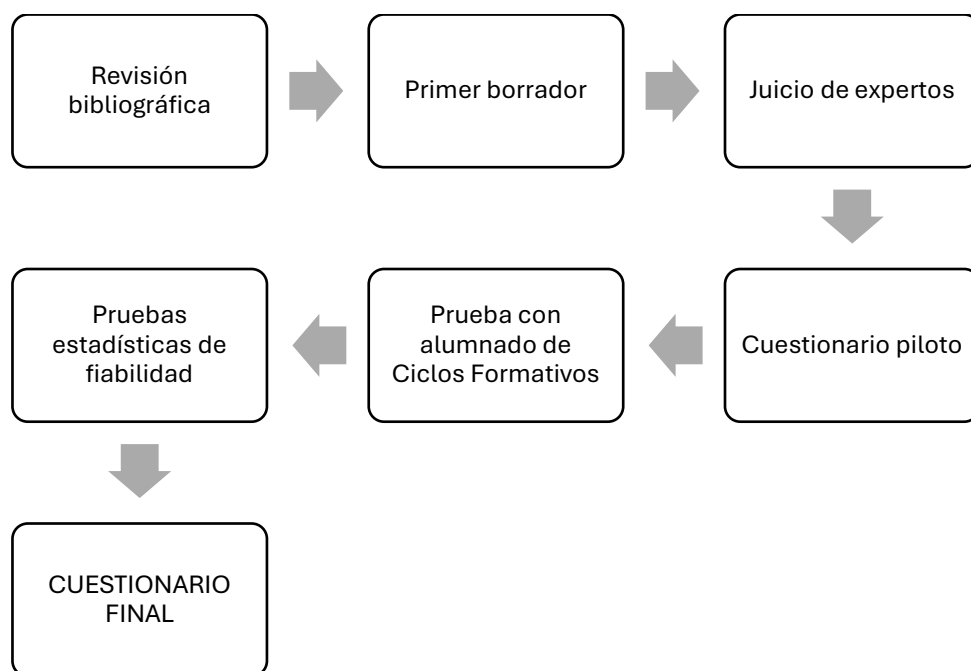 Revisión
bibliográfica
Primer borrador
Juicio de expertos
Cuestionario piloto
Prueba con
alumnado de
Ciclos Formativos
Pruebas
estadísticas de
fiabilidad
CUESTIONARIO
FINAL